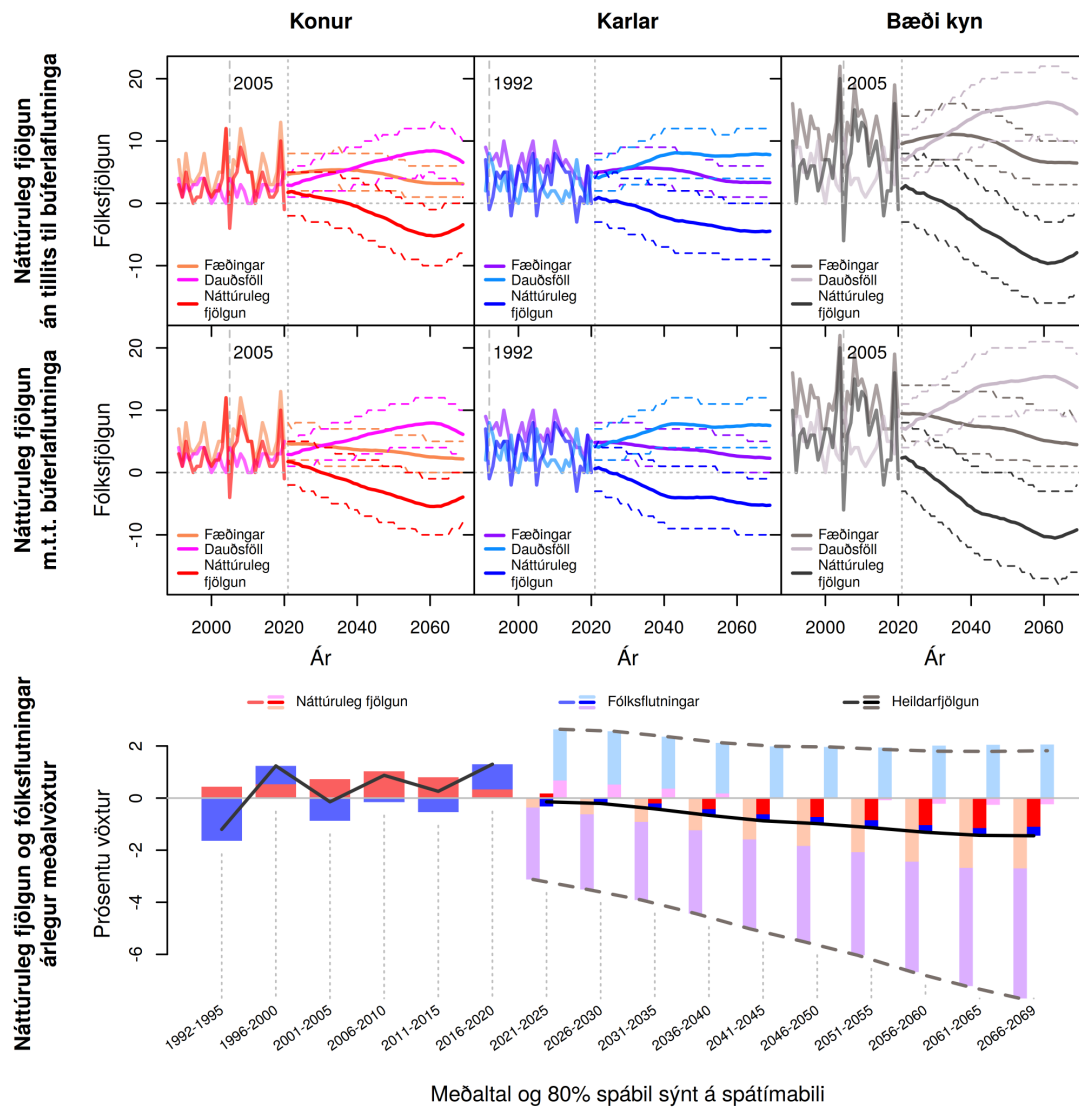 Konur
Karlar
Bæði kyn
Náttúruleg fjölgun
án tillits til búferlaflutninga
Fólksfjölgun
20
10
0
-10
2005
Fæðingar
Dauðsföll
Náttúruleg
fjölgun
1992
Fæðingar
Dauðsföll
Náttúruleg
fjölgun
2005
Fæðingar
Dauðsföll
Náttúruleg
fjölgun
Náttúruleg fjölgun
m.t.t. búferlaflutninga
Fólksfjölgun
20
10
0
-10
2005
Fæðingar
Dauðsföll
Náttúruleg
fjölgun
1992
Fæðingar
Dauðsföll
Náttúruleg
fjölgun
2005
Fæðingar
Dauðsföll
Náttúruleg
fjölgun
2000 2020 2040 2060
2000 2020 2040 2060
2000 2020 2040 2060
Ár
Ár
Ár
Náttúruleg fjölgun og fólksflutningar
árlegur meðalvöxtur
Náttúruleg fjölgun
Fólksflutningar
Heildarfjölgun
Prósentu vöxtur
2
0
-2
-4
-6
1992-1995
1996-2000
2001-2005
2006-2010
2011-2015
2016-2020
2021-2025
2026-2030
2031-2035
2036-2040
2041-2045
2046-2050
2051-2055
2056-2060
2061-2065
2066-2069
Meðaltal og 80% spábil sýnt á spátímabili